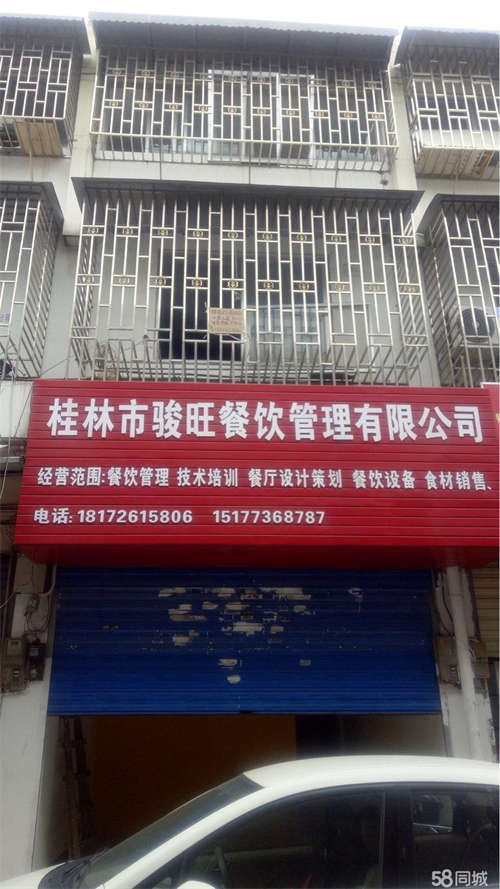 桂林市骏旺餐饮管理有限公司
经营范围:餐饮管理 技术培训 餐厅设计策划 餐饮设备 食材销售、
电话:18172615806 15177368787
58同城